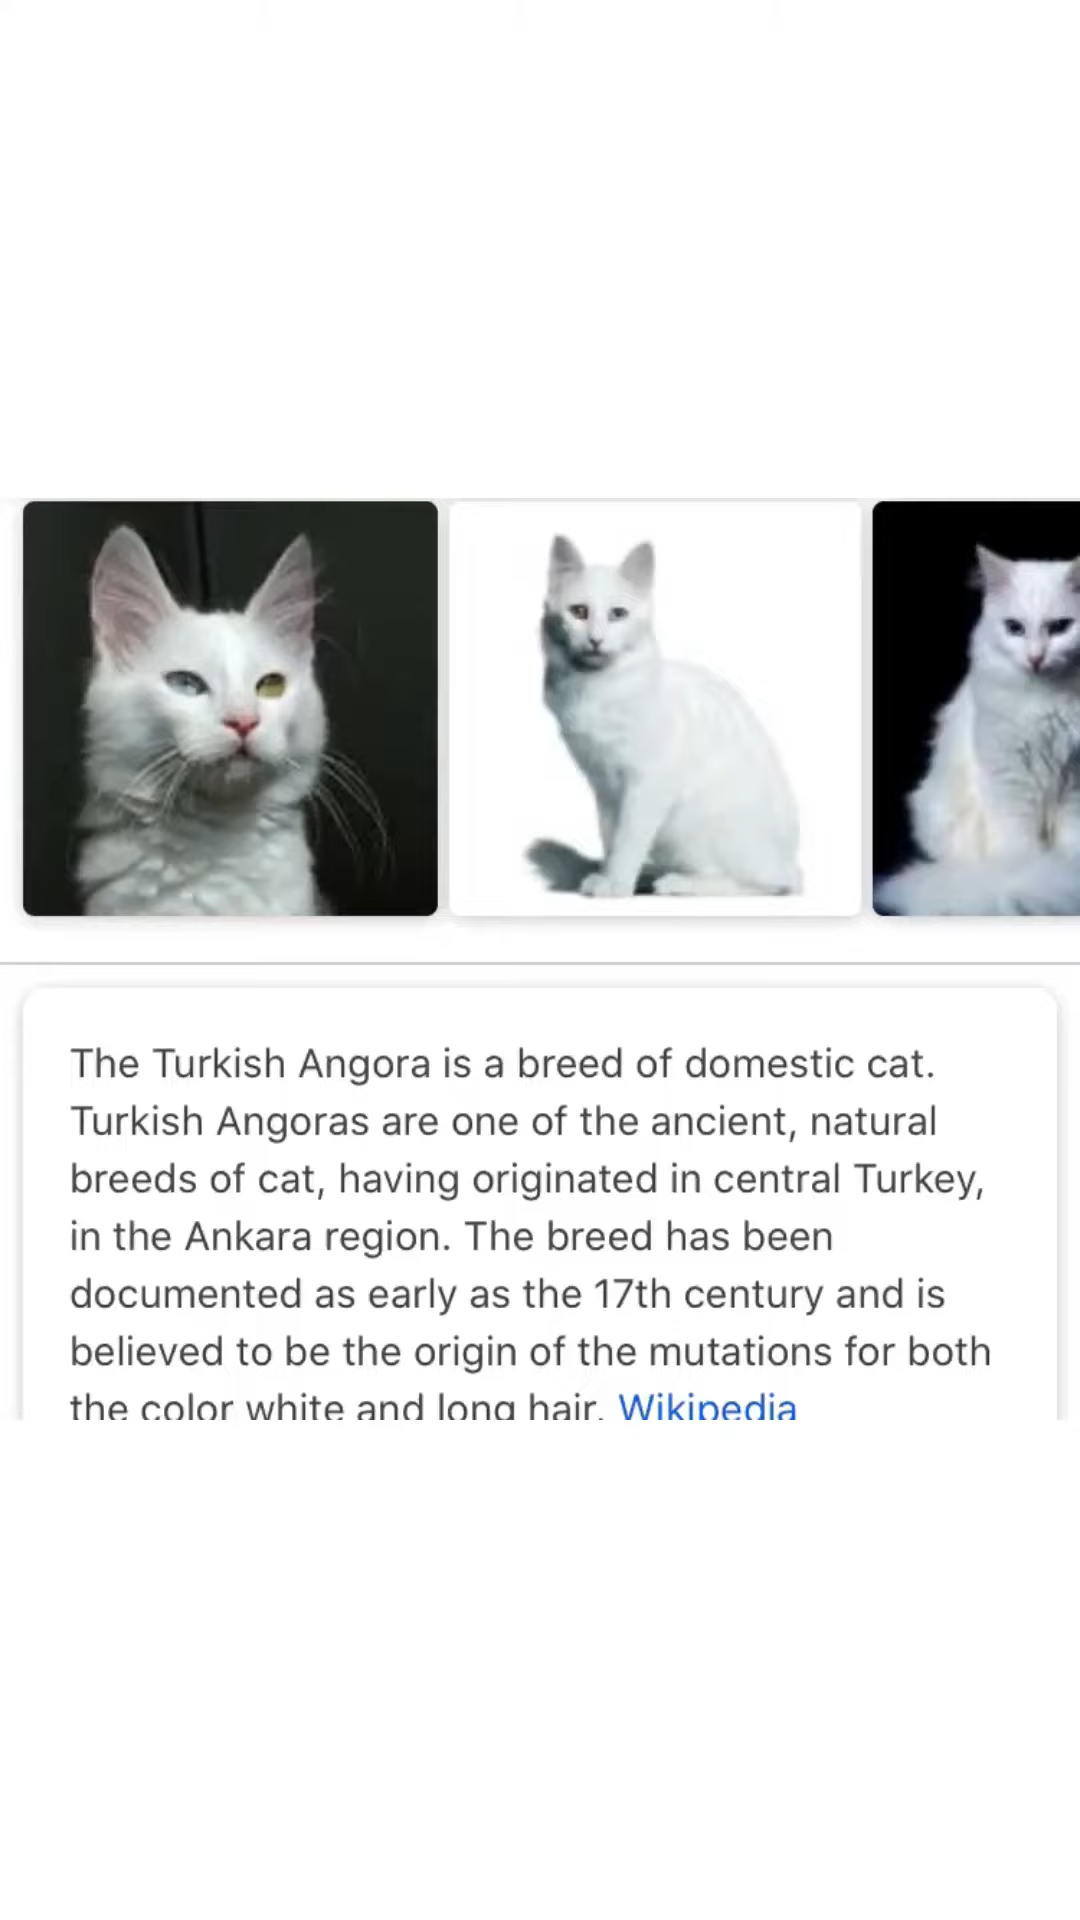 The Turkish Angora is a breed of domestic cat.
Turkish Angoras are one of the ancient, natural
breeds of cat, having originated in central Turkey,
in the Ankara region. The breed has been
documented as early as the 17th century and is
believed to be the origin of the mutations for both
the color white and long hair. Wikipedia